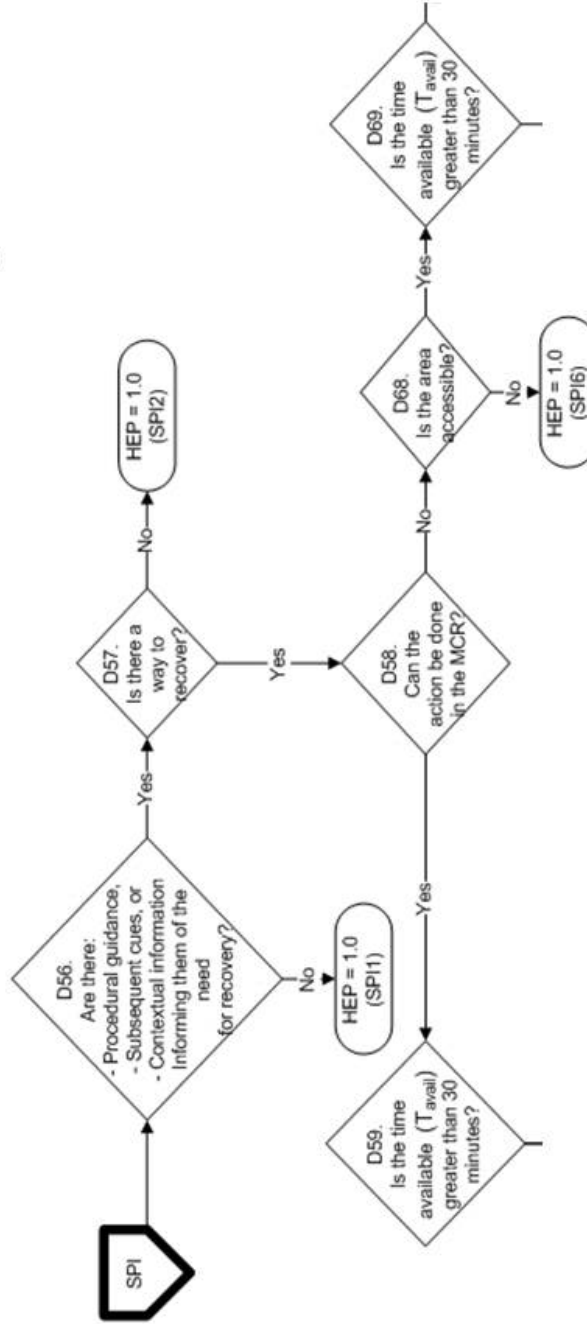 SPI
D56.
Are there:
- Procedural guidance,
- Subsequent cues, or
- Contextual information
Informing them of the
need
for recovery?
Yes
No
HEP = 1.0
(SPI1)
D57.
Is there a
way to
recover?
No
HEP = 1.0
(SPI2)
Yes
D58.
Can the
action be done
in the MCR?
Yes
No
D59.
Is the time
available (Tavail)
greater than 30
minutes?
D68.
Is the area
accessible?
Yes
No
HEP = 1.0
(SPI6)
D69.
Is the time
available (Tavail)
greater than 30
minutes?